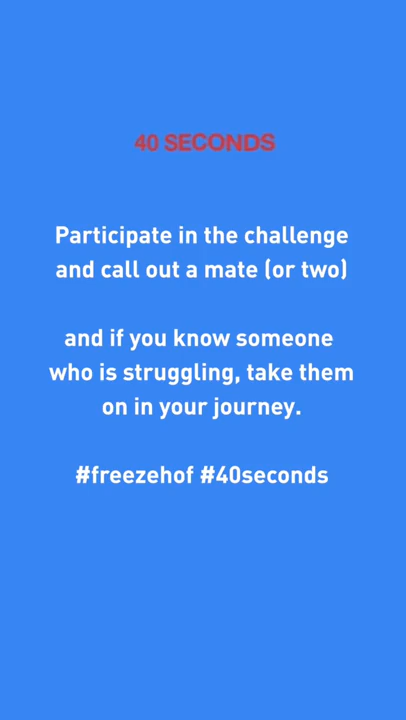 40 SECONDS
Participate in the challenge
and call out a mate (or two)
and if you know someone
who is struggling, take them
on in your journey.
#freezehof #40seconds